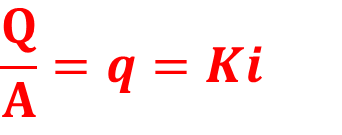 Q/A = q = Ki